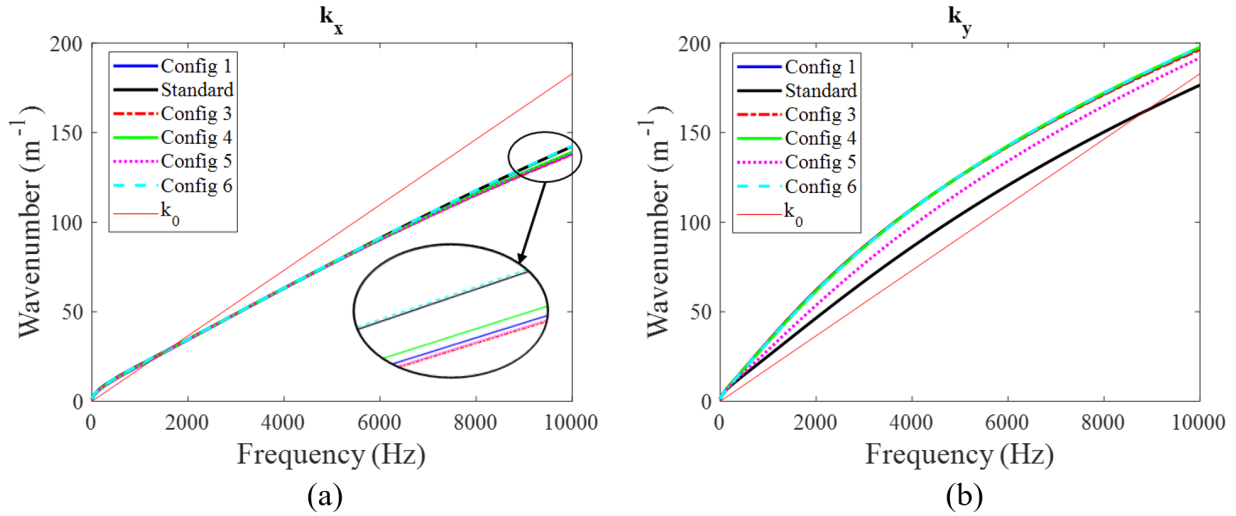 k_x
Wavenumber (m^-1)
200
150
100
50
0
Config 1
Standard
Config 3
Config 4
Config 5
Config 6
k_0
0 2000 4000 6000 8000 10000
Frequency (Hz)
(a)
k_y
Wavenumber (m^-1)
200
150
100
50
0
Config 1
Standard
Config 3
Config 4
Config 5
Config 6
k_0
0 2000 4000 6000 8000 10000
Frequency (Hz)
(b)